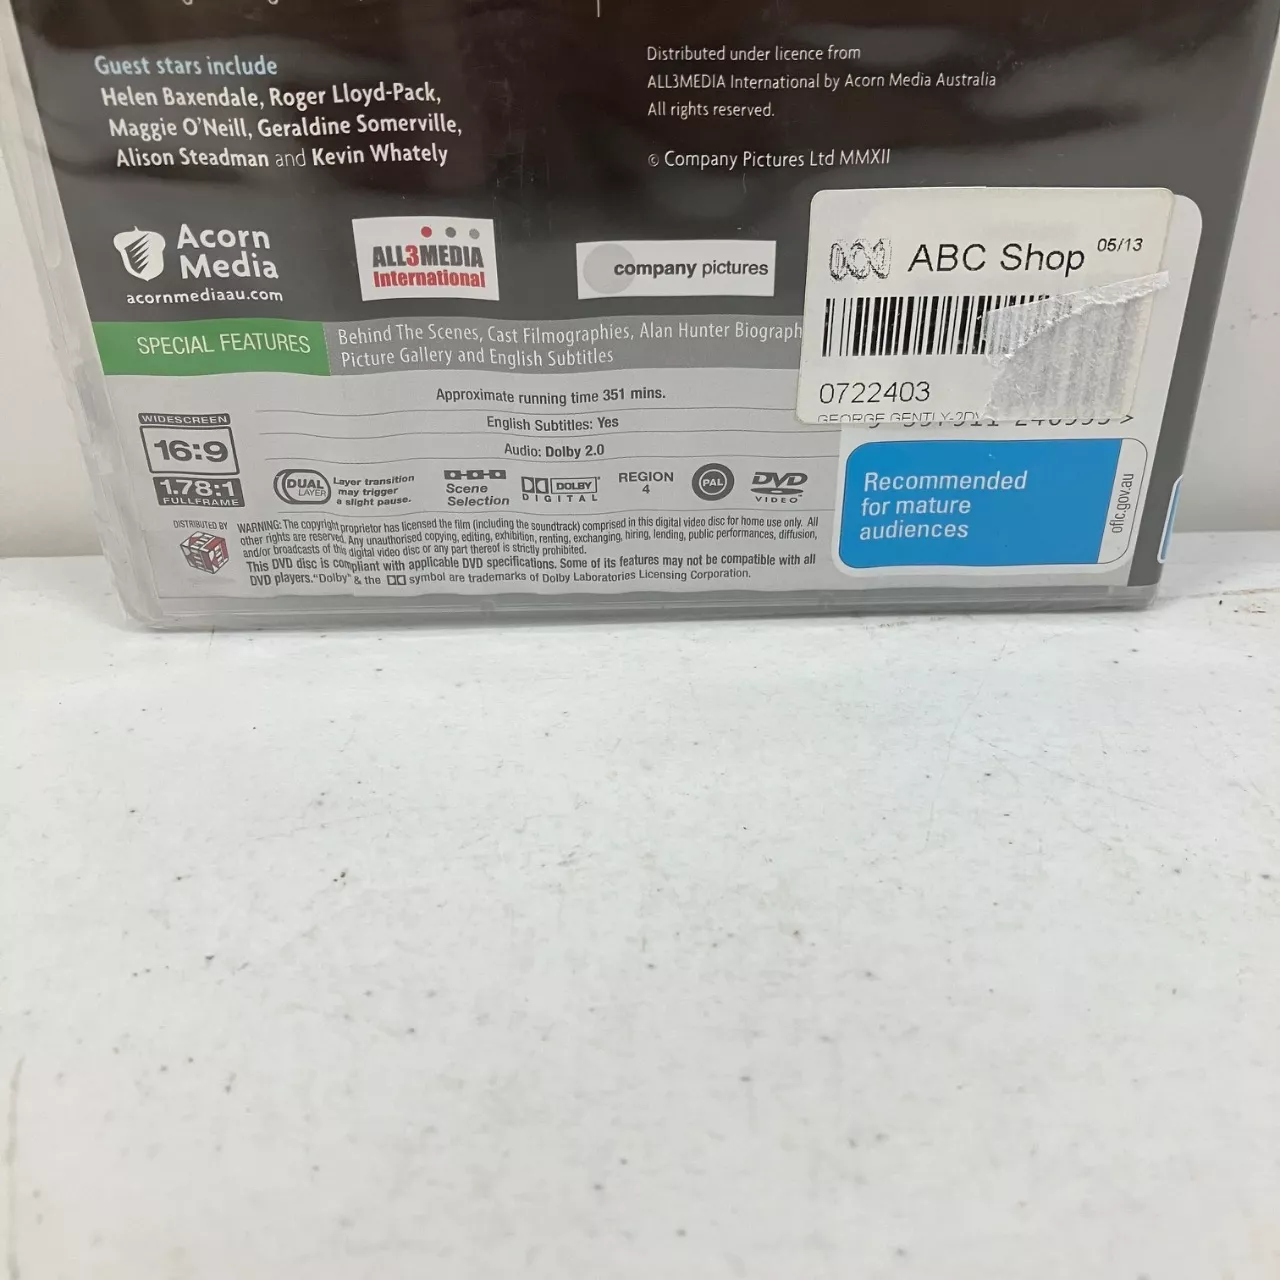 Guest stars include
Helen Baxendale, Roger Lloyd-Pack,
Maggie O'Neill, Geraldine Somerville,
Alison Steadman and Kevin Whately
Distributed under licence from
ALL3MEDIA International by Acorn Media Australia
All rights reserved.
© Company Pictures Ltd MMXII
Acorn
Media
acornmediaau.com
ALL3MEDIA
International
company pictures
ABC Shop 05/13
0722403
GEORGE GENTLY-2DV
SPECIAL FEATURES
Behind The Scenes, Cast Filmographies, Alan Hunter Biograph
Picture Gallery and English Subtitles
Approximate running time 351 mins.
English Subtitles: Yes
Audio: Dolby 2.0
WIDESCREEN
16:9
1.78:1
FULLFRAME
DUAL
LAYER
Layer transition
may trigger
a slight pause.
Scene
Selection
DOLBY
DIGITAL
REGION
4
PAL
DVD
VIDEO
Recommended
for mature
audiences
oflc.gov.au
DISTRIBUTED BY
WARNING: The copyright proprietor has licensed the film (including the soundtrack) comprised in this digital video disc for home use only. All
other rights are reserved. Any unauthorised copying, editing, exhibition, renting, exchanging, hiring, lending, public performances, diffusion,
and/or broadcasts of this digital video disc or any part thereof is strictly prohibited.
This DVD disc is compliant with applicable DVD specifications. Some of its features may not be compatible with all
DVD players. "Dolby" & the symbol are trademarks of Dolby Laboratories Licensing Corporation.